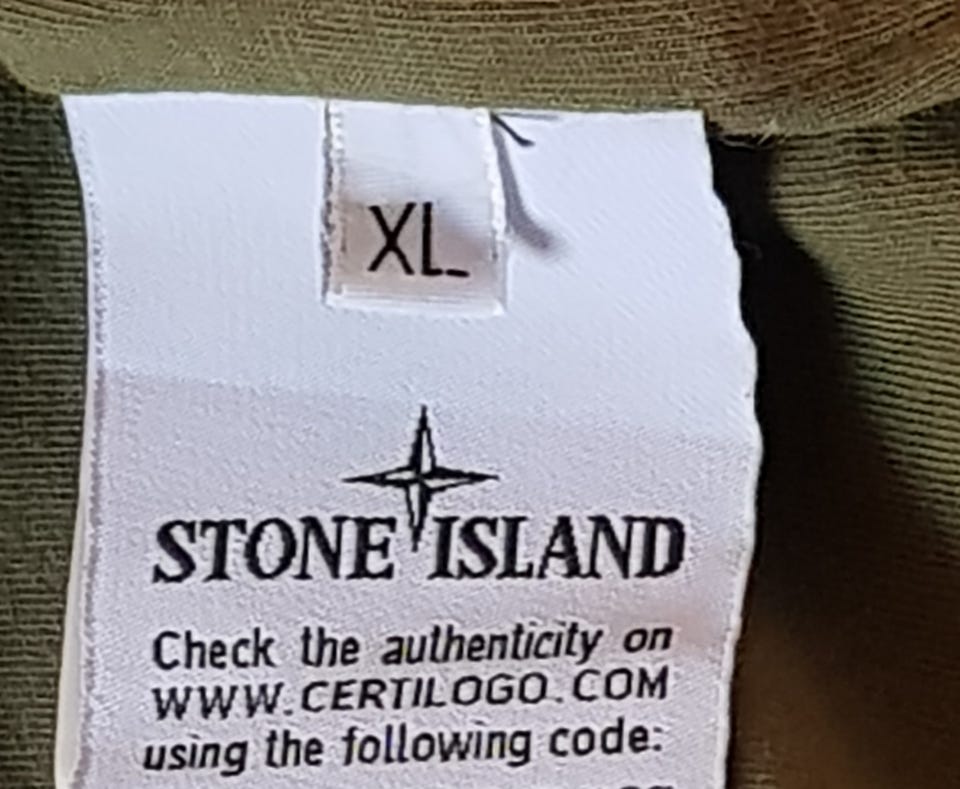 XL
STONE ISLAND
Check the authenticity on
WWW.CERTILOGO.COM
using the following code: